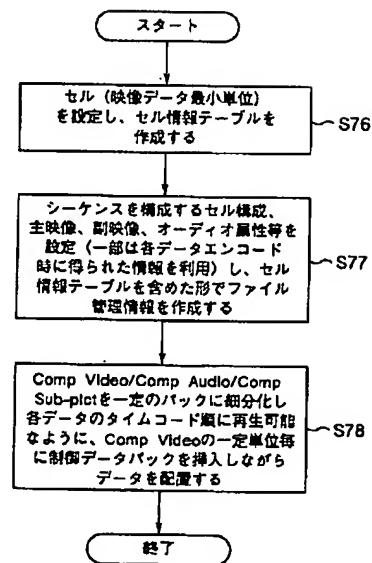 スタート
セル（映像データ最小単位）
を設定し、セル情報テーブルを
作成する
S76
シーケンスを構成するセル構成、
主映像、副映像、オーディオ属性等を
設定（一部は各データエンコード
時に得られた情報を利用）し、セル
情報テーブルを含めた形でファイル
管理情報を作成する
S77
Comp Video/Comp Audio/Comp
Sub-pictを一定のパックに細分化し
各データのタイムコード順に再生可能
なように、Comp Videoの一定単位毎
に制御データパックを挿入しながら
データを配置する
S78
終了